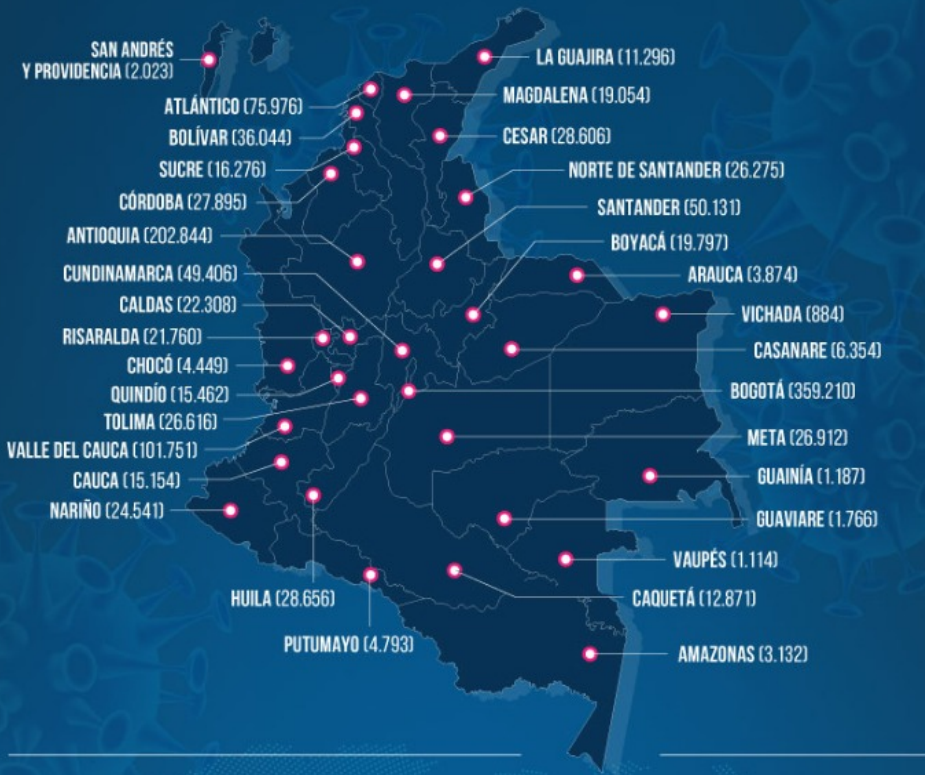 SAN ANDRÉS
Y PROVIDENCIA (2.023)
ATLÁNTICO (75.976)
BOLÍVAR (36.044)
SUCRE (16.276)
CÓRDOBA (27.895)
ANTIOQUIA (202.844)
CUNDINAMARCA (49.406)
CALDAS (22.308)
RISARALDA (21.760)
CHOCÓ (4.449)
QUINDÍO (15.462)
TOLIMA (26.616)
VALLE DEL CAUCA (101.751)
CAUCA (15.154)
NARIÑO (24.541)
HUILA (28.656)
PUTUMAYO (4.793)
LA GUAJIRA (11.296)
MAGDALENA (19.054)
CESAR (28.606)
NORTE DE SANTANDER (26.275)
SANTANDER (50.131)
BOYACÁ (19.797)
ARAUCA (3.874)
VICHADA (884)
CASANARE (6.354)
BOGOTÁ (359.210)
META (26.912)
GUAINÍA (1.187)
GUAVIARE (1.766)
VAUPÉS (1.114)
CAQUETÁ (12.871)
AMAZONAS (3.132)